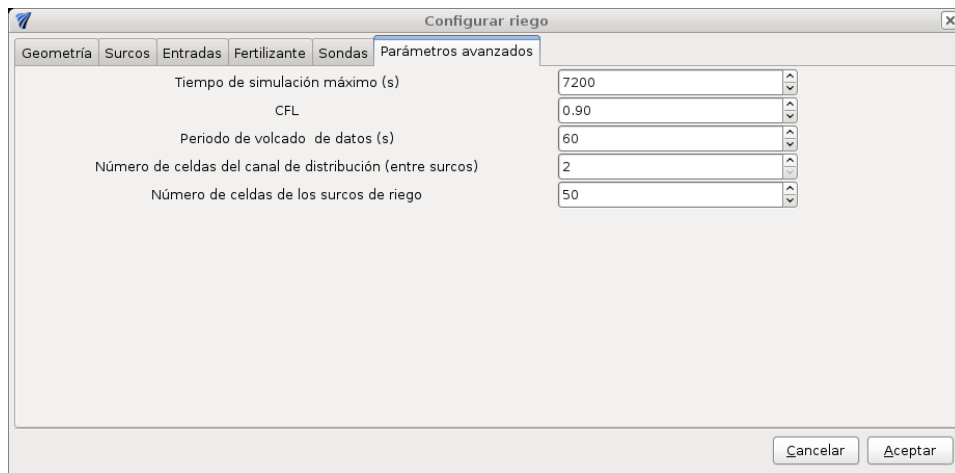 Configurar riego
Geometría Surcos Entradas Fertilizante Sondas Parámetros avanzados
Tiempo de simulación máximo (s) 7200
CFL 0.90
Periodo de volcado de datos (s) 60
Número de celdas del canal de distribución (entre surcos) 2
Número de celdas de los surcos de riego 50
Cancelar Aceptar